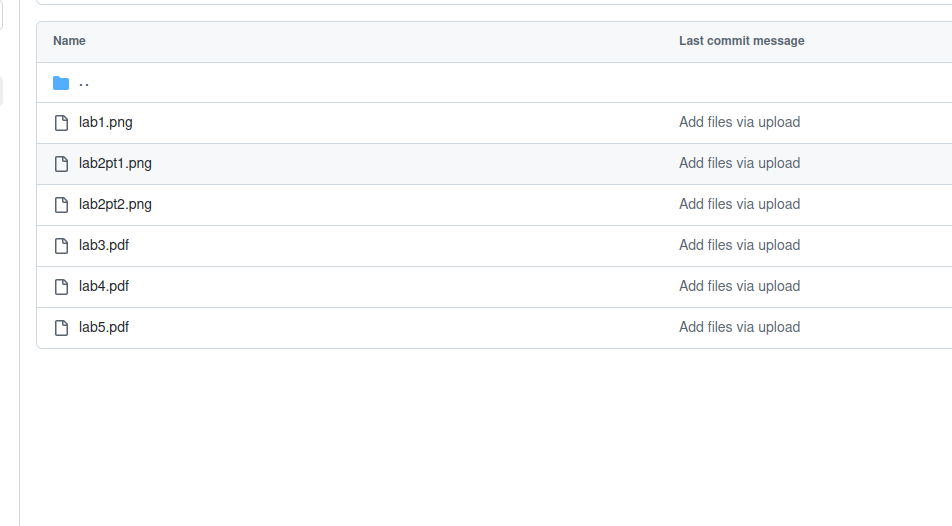 Name Last commit message
..
lab1.png Add files via upload
lab2pt1.png Add files via upload
lab2pt2.png Add files via upload
lab3.pdf Add files via upload
lab4.pdf Add files via upload
lab5.pdf Add files via upload